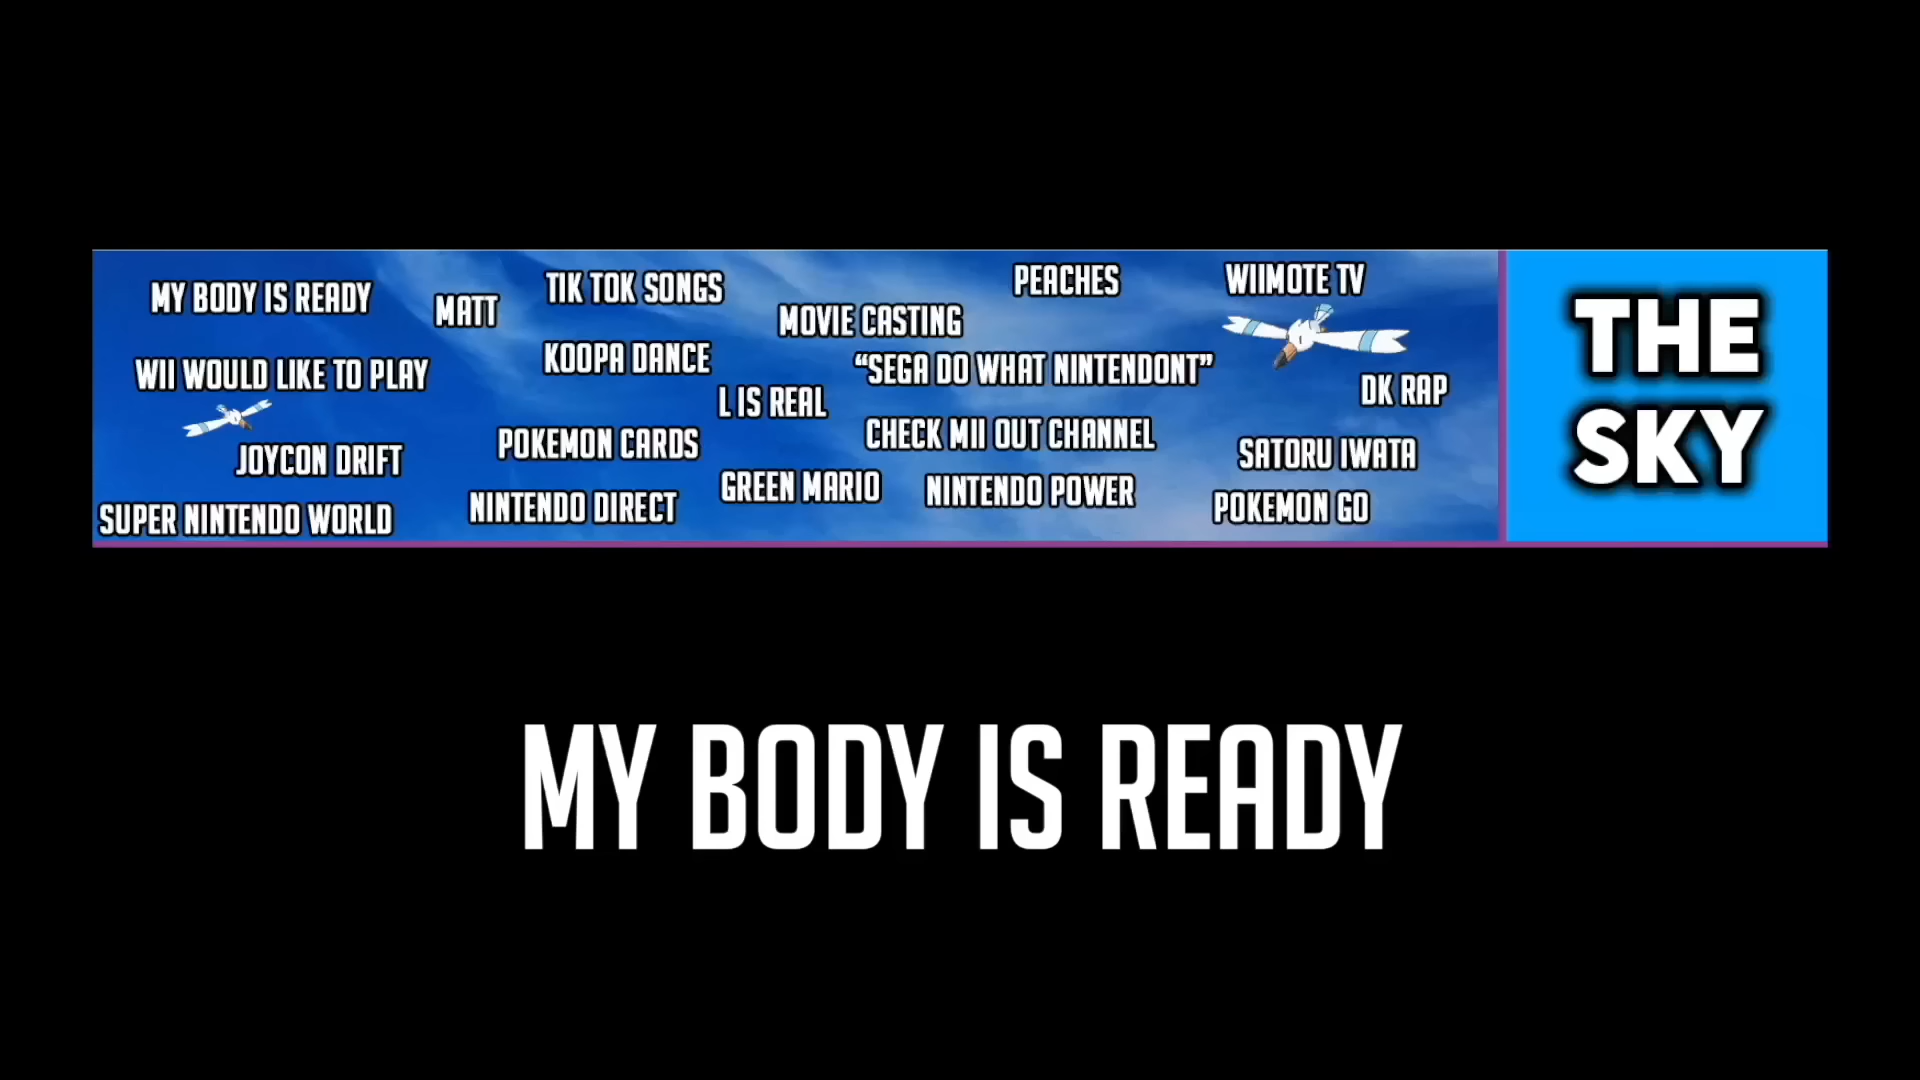 MY BODY IS READY
MATT
TIK TOK SONGS
MOVIE CASTING
PEACHES
WIIMOTE TV
WII WOULD LIKE TO PLAY
KOOPA DANCE
L IS REAL
“SEGA DO WHAT NINTENDONT”
DK RAP
JOYCON DRIFT
POKEMON CARDS
CHECK MII OUT CHANNEL
SATORU IWATA
SUPER NINTENDO WORLD
NINTENDO DIRECT
GREEN MARIO
NINTENDO POWER
POKEMON GO
THE
SKY
MY BODY IS READY